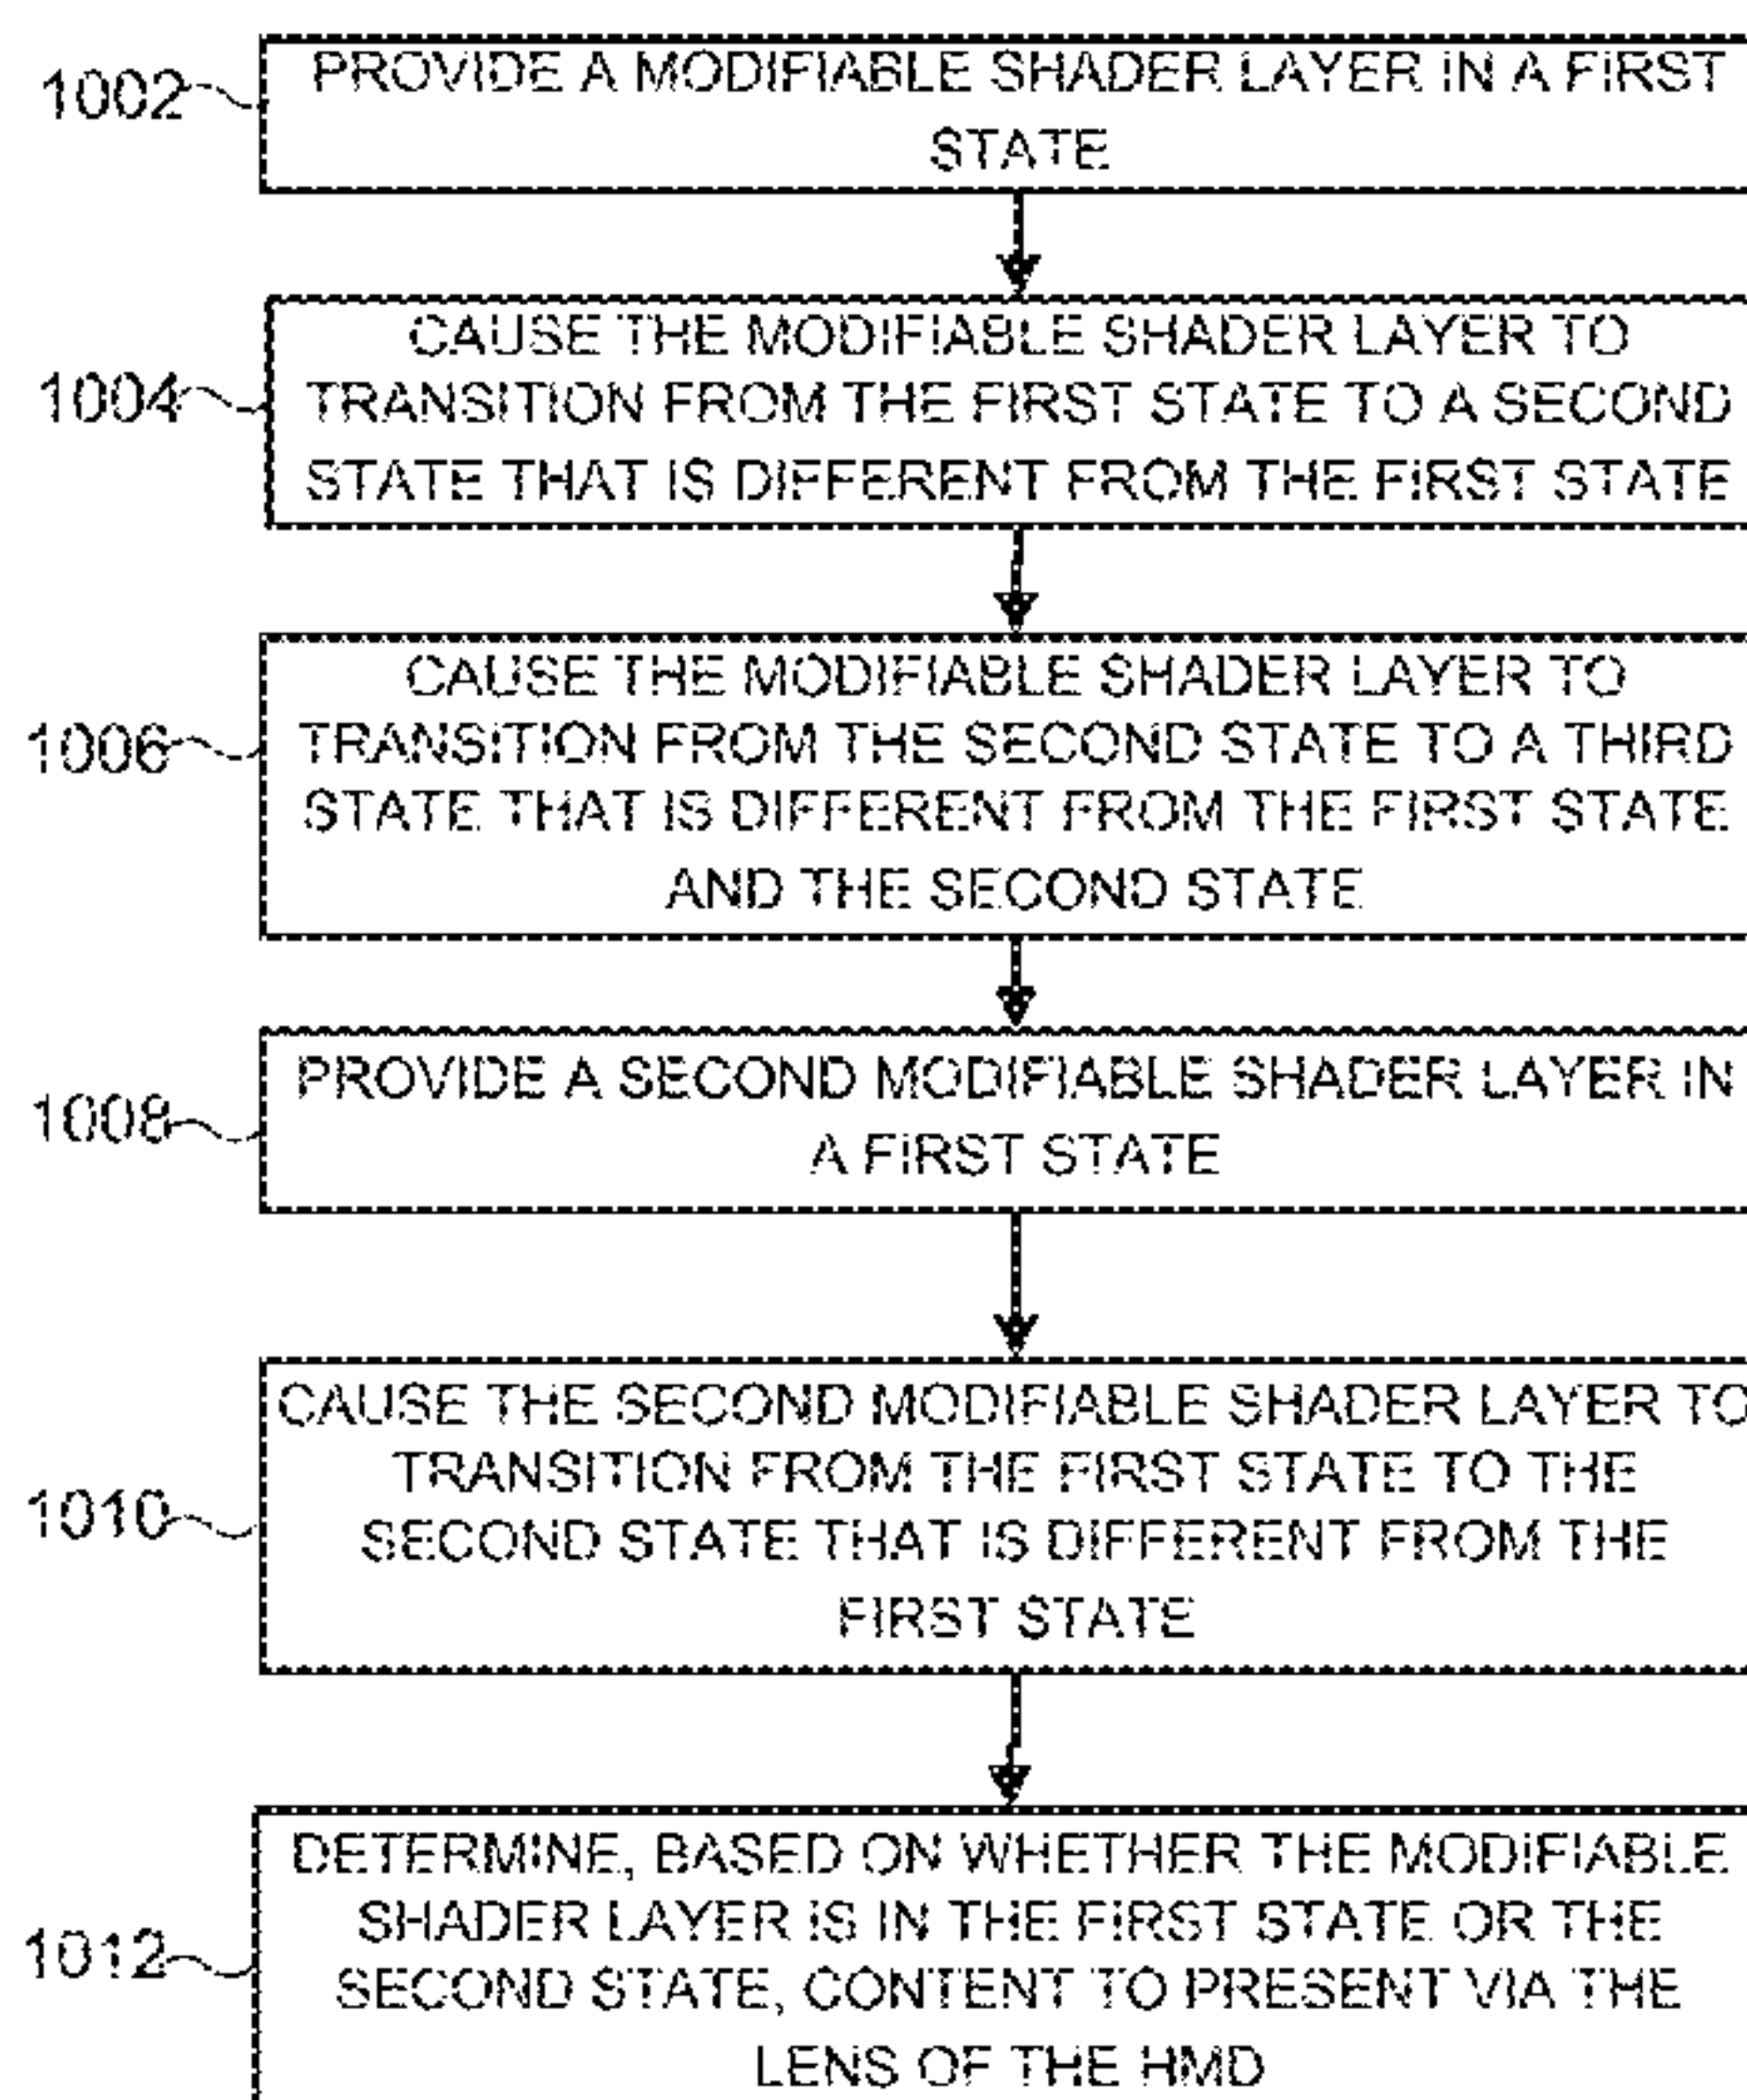 1002
PROVIDE A MODIFIABLE SHADER LAYER IN A FIRST
STATE
1004
CAUSE THE MODIFIABLE SHADER LAYER TO
TRANSITION FROM THE FIRST STATE TO A SECOND
STATE THAT IS DIFFERENT FROM THE FIRST STATE
1006
CAUSE THE MODIFIABLE SHADER LAYER TO
TRANSITION FROM THE SECOND STATE TO A THIRD
STATE THAT IS DIFFERENT FROM THE FIRST STATE
AND THE SECOND STATE
1008
PROVIDE A SECOND MODIFIABLE SHADER LAYER IN
A FIRST STATE
1010
CAUSE THE SECOND MODIFIABLE SHADER LAYER TO
TRANSITION FROM THE FIRST STATE TO THE
SECOND STATE THAT IS DIFFERENT FROM THE
FIRST STATE
1012
DETERMINE, BASED ON WHETHER THE MODIFIABLE
SHADER LAYER IS IN THE FIRST STATE OR THE
SECOND STATE, CONTENT TO PRESENT VIA THE
LENS OF THE HMD